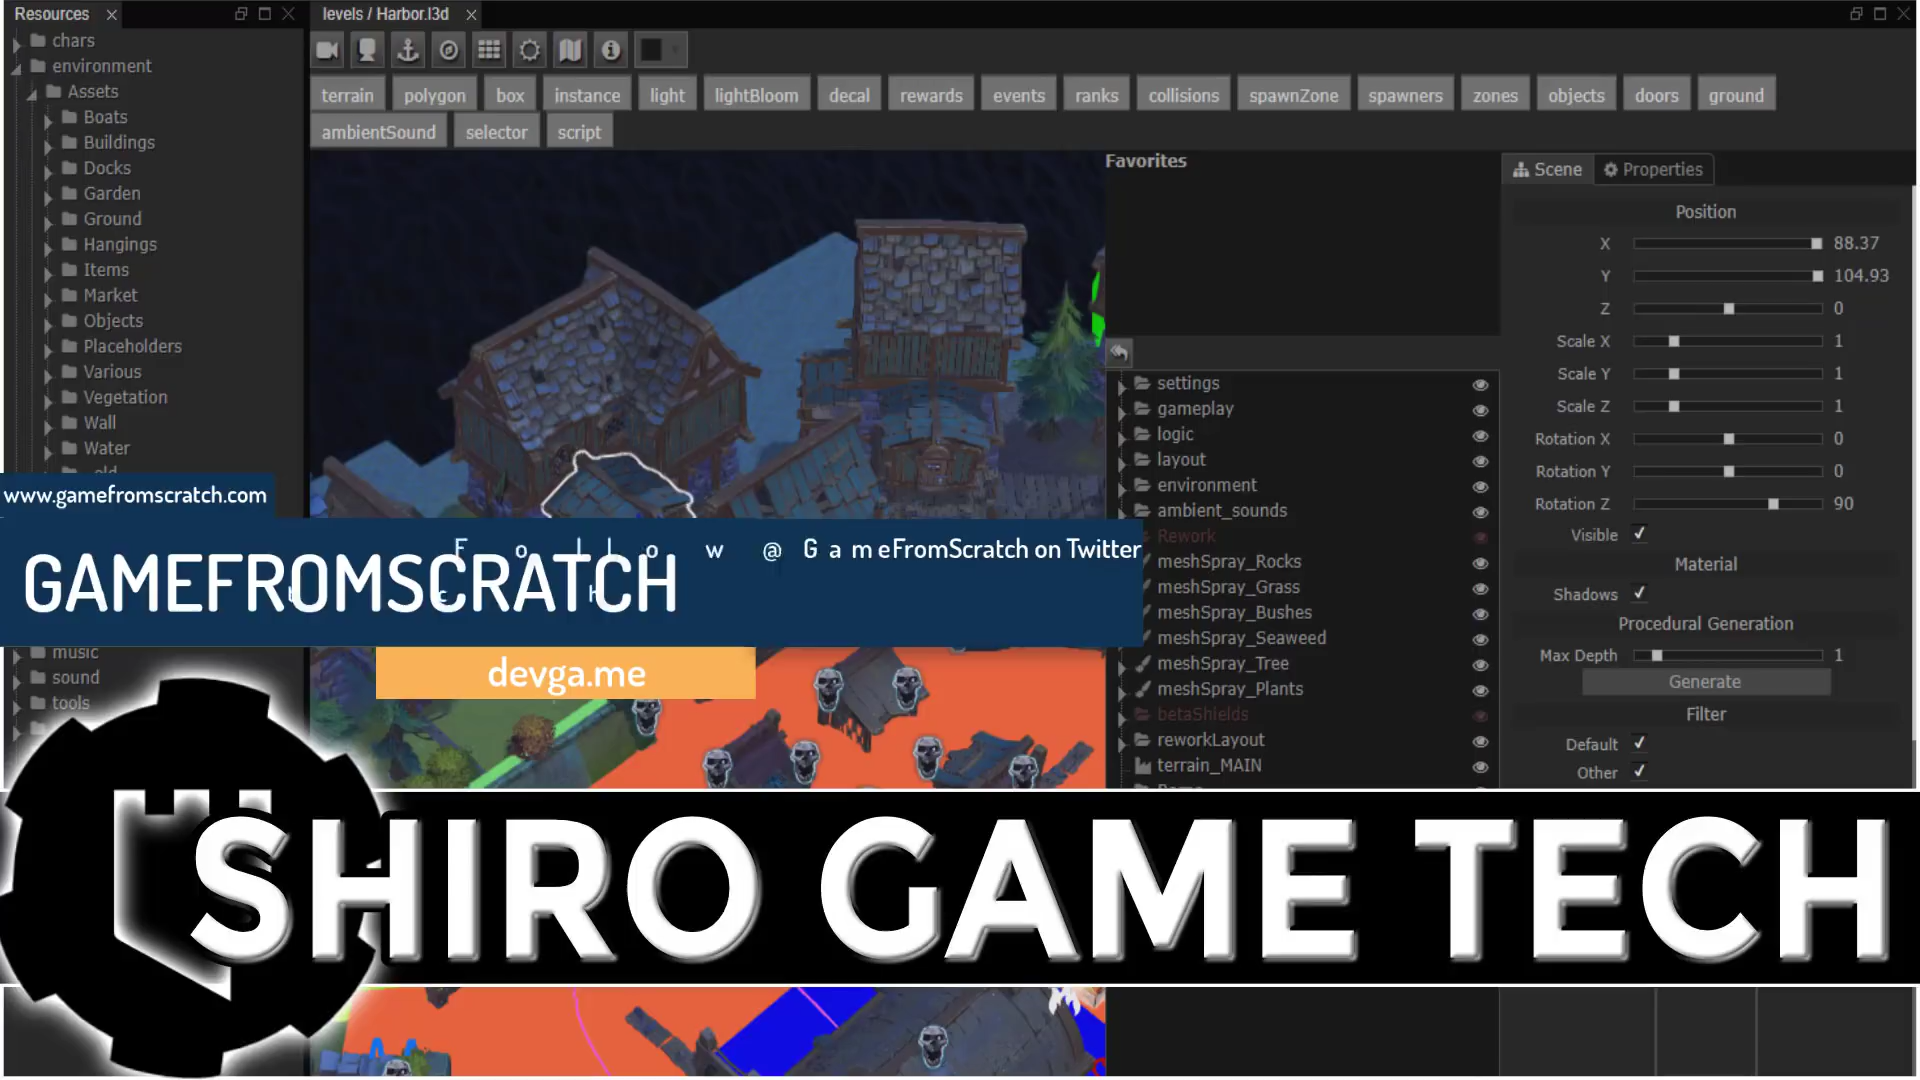 Resources
levels / Harbor.l3d
chars
environment
Assets
Boats
Buildings
Docks
Garden
Ground
Hangings
Items
Market
Objects
Placeholders
Various
Vegetation
Wall
Water
terrain polygon box instance light lightBloom decal rewards events ranks collisions spawnZone spawners zones objects doors ground
ambientSound selector script
Favorites
settings
gameplay
logic
layout
environment
ambient_sounds
Rework
meshSpray_Rocks
meshSpray_Grass
meshSpray_Bushes
meshSpray_Seaweed
meshSpray_Tree
meshSpray_Plants
betaShields
reworkLayout
terrain_MAIN
Scene Properties
Position
X 88.37
Y 104.93
Z 0
Scale X 1
Scale Y 1
Scale Z 1
Rotation X 0
Rotation Y 0
Rotation Z 90
Visible
Material
Shadows
Procedural Generation
Max Depth 1
Generate
Filter
Default
Other
www.gamefromscratch.com
Follow @GameFromScratch on Twitter
GAMEFROMSCRATCH
devga.me
music
sound
tools
SHIRO GAME TECH